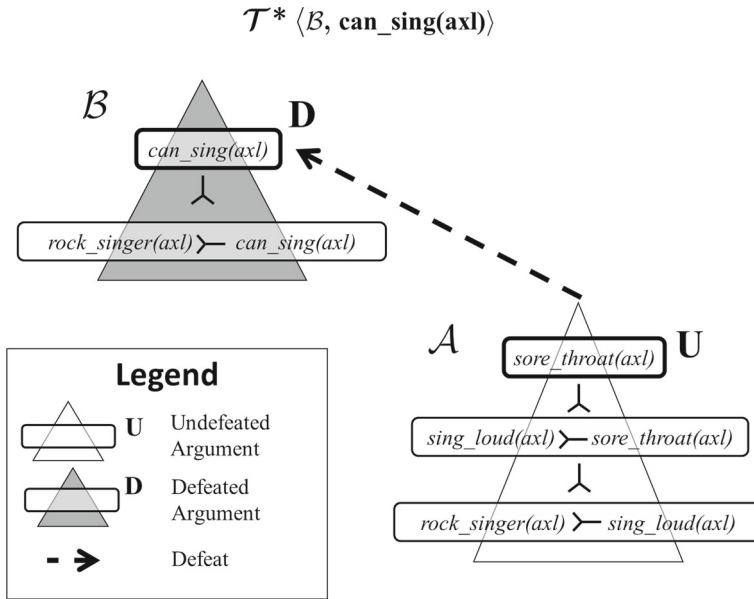 𝒯* ⟨ℬ, can_sing(axl)⟩
ℬ
D
can_sing(axl)
rock_singer(axl) ⤚ can_sing(axl)
𝒜
U
sore_throat(axl)
sing_loud(axl) ⤚ sore_throat(axl)
rock_singer(axl) ⤚ sing_loud(axl)
Legend
U Undefeated
Argument
D Defeated
Argument
Defeat